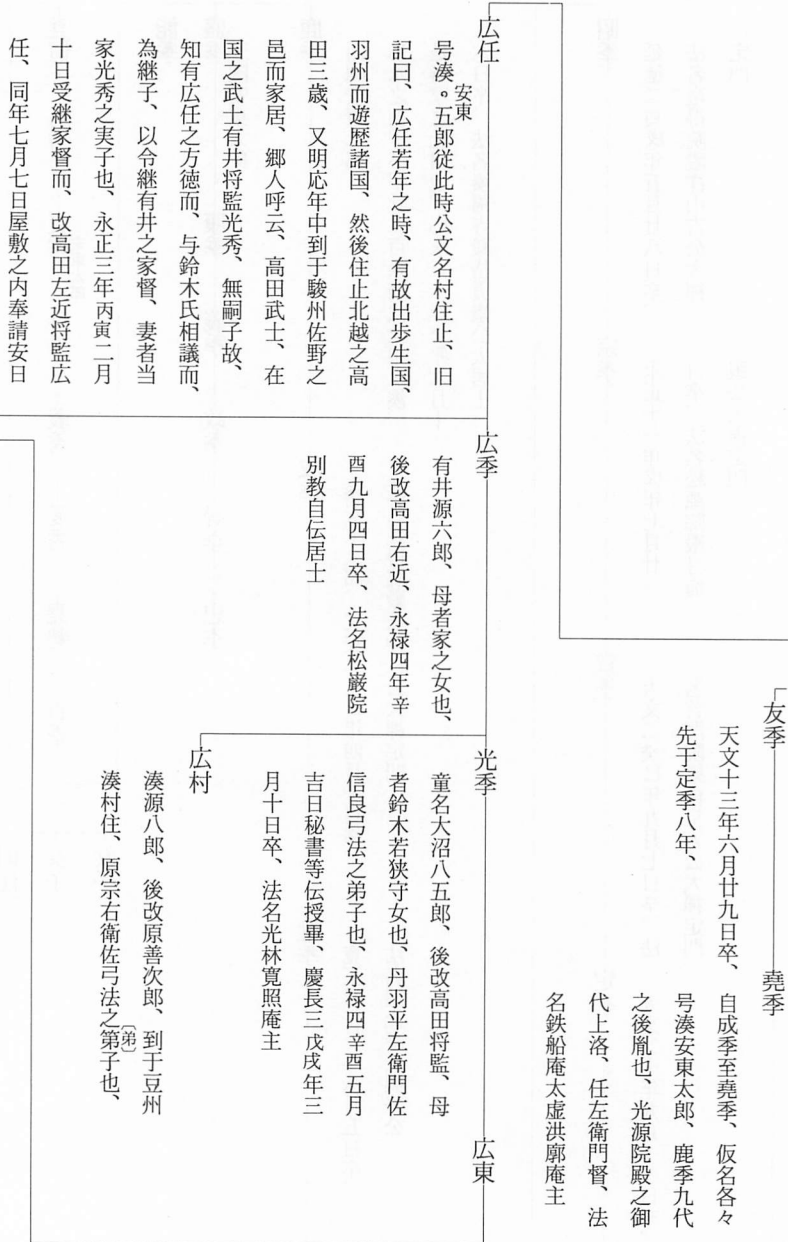 友季
天文十三年六月廿九日卒、
先于定季八年、
堯季
自成季至堯季、仮名各々
号湊安東太郎、鹿季九代
之後胤也、光源院殿之御
代上洛、任左衛門督、法
名鉄船庵太虚洪廓庵主
広任
号湊。五郎従此時公文名村住止、旧
安東
記曰、広任若年之時、有故出歩生国、
羽州而遊歴諸国、然後住止北越之高
田三歳、又明応年中到于駿州佐野之
邑而家居、郷人呼云、高田武士、在
国之武士有井将監光秀、無嗣子故、
知有広任之方徳而、与鈴木氏相議而、
為継子、以令継有井之家督、妻者当
家光秀之実子也、永正三年丙寅二月
十日受継家督而、改高田左近将監広
任、同年七月七日屋敷之内奉請安日
広季
有井源六郎、母者家之女也、
後改高田右近、永禄四年辛
酉九月四日卒、法名松巌院
別教自伝居士
光季
童名大沼八五郎、後改高田将監、母
者鈴木若狭守女也、丹羽平左衛門佐
信良弓法之弟子也、永禄四辛酉五月
吉日秘書等伝授畢、慶長三戊戌年三
月十日卒、法名光林寛照庵主
広村
湊源八郎、後改原善次郎、到于豆州
湊村住、原宗右衛佐弓法之第子也、
〔弟〕
広東